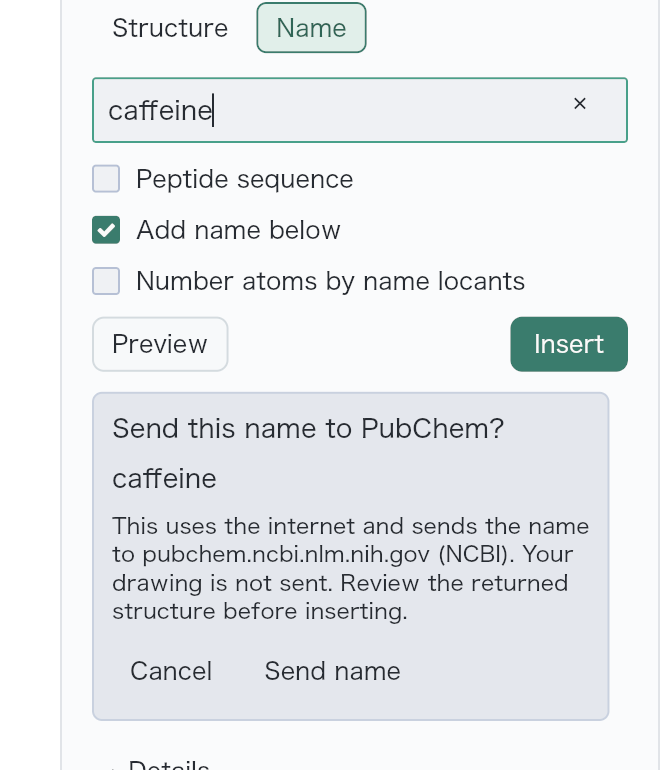 Structure Name
caffeine ×
Peptide sequence
Add name below
Number atoms by name locants
Preview Insert
Send this name to PubChem?
caffeine
This uses the internet and sends the name
to pubchem.ncbi.nlm.nih.gov (NCBI). Your
drawing is not sent. Review the returned
structure before inserting.
Cancel Send name
Details